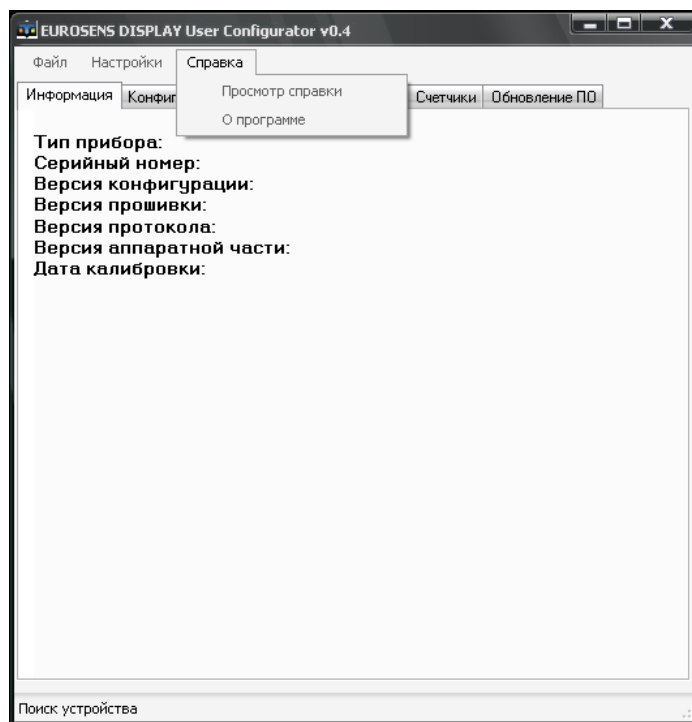 EUROSENS DISPLAY User Configurator v0.4
Файл Настройки Справка
Просмотр справки
О программе
Информация Конфиг Счетчики Обновление ПО
Тип прибора:
Серийный номер:
Версия конфигурации:
Версия прошивки:
Версия протокола:
Версия аппаратной части:
Дата калибровки:
Поиск устройства